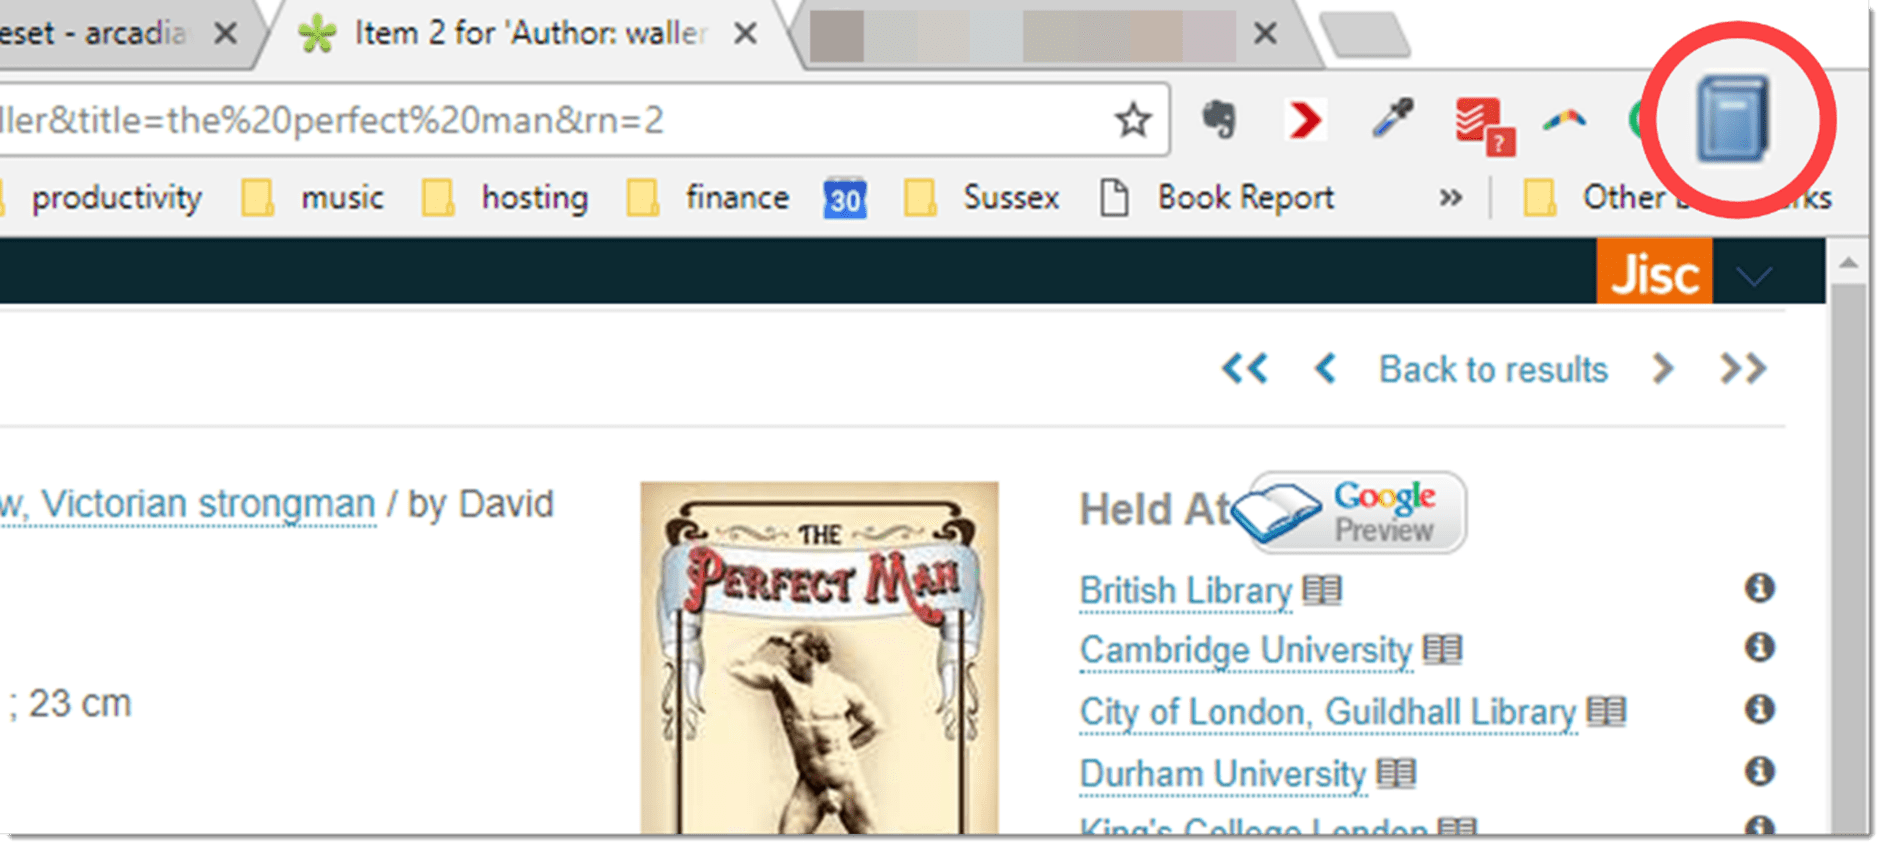 eset - arcadia
Item 2 for 'Author: waller
ller&title=the%20perfect%20man&rn=2
?
productivity
music
hosting
finance
30
Sussex
Book Report
»
Other b
ks
Jisc
<< < Back to results > >>
w, Victorian strongman / by David
; 23 cm
THE
PERFECT MAN
Held At
Google
Preview
British Library
Cambridge University
City of London, Guildhall Library
Durham University
King's College London